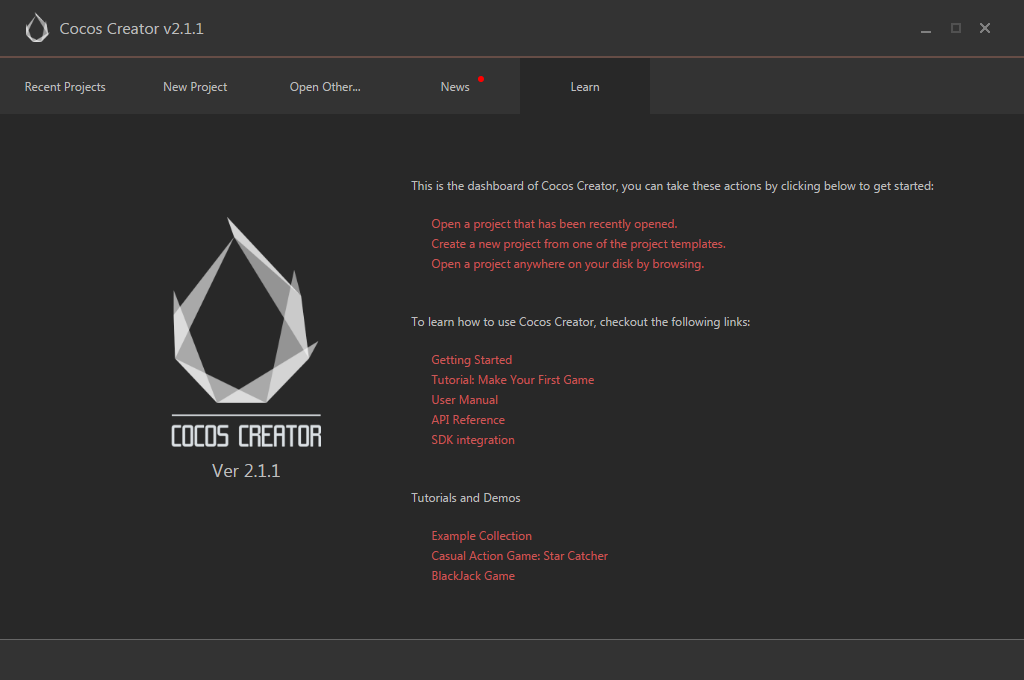 Cocos Creator v2.1.1
Recent Projects
New Project
Open Other...
News
Learn
This is the dashboard of Cocos Creator, you can take these actions by clicking below to get started:
Open a project that has been recently opened.
Create a new project from one of the project templates.
Open a project anywhere on your disk by browsing.
To learn how to use Cocos Creator, checkout the following links:
Getting Started
Tutorial: Make Your First Game
User Manual
API Reference
SDK integration
COCOS CREATOR
Ver 2.1.1
Tutorials and Demos
Example Collection
Casual Action Game: Star Catcher
BlackJack Game